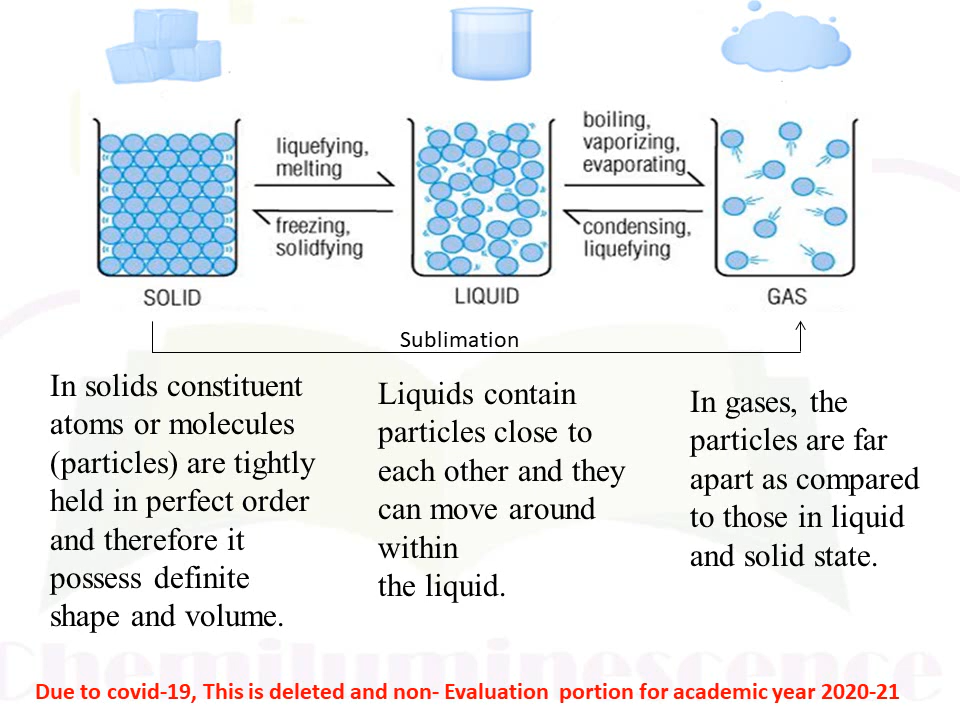 liquefying,
melting
freezing,
solidfying
boiling,
vaporizing,
evaporating
condensing,
liquefying
SOLID
LIQUID
GAS
Sublimation
In solids constituent
atoms or molecules
(particles) are tightly
held in perfect order
and therefore it
possess definite
shape and volume.
Liquids contain
particles close to
each other and they
can move around
within
the liquid.
In gases, the
particles are far
apart as compared
to those in liquid
and solid state.
Chemiluminescence
Due to covid-19, This is deleted and non- Evaluation portion for academic year 2020-21